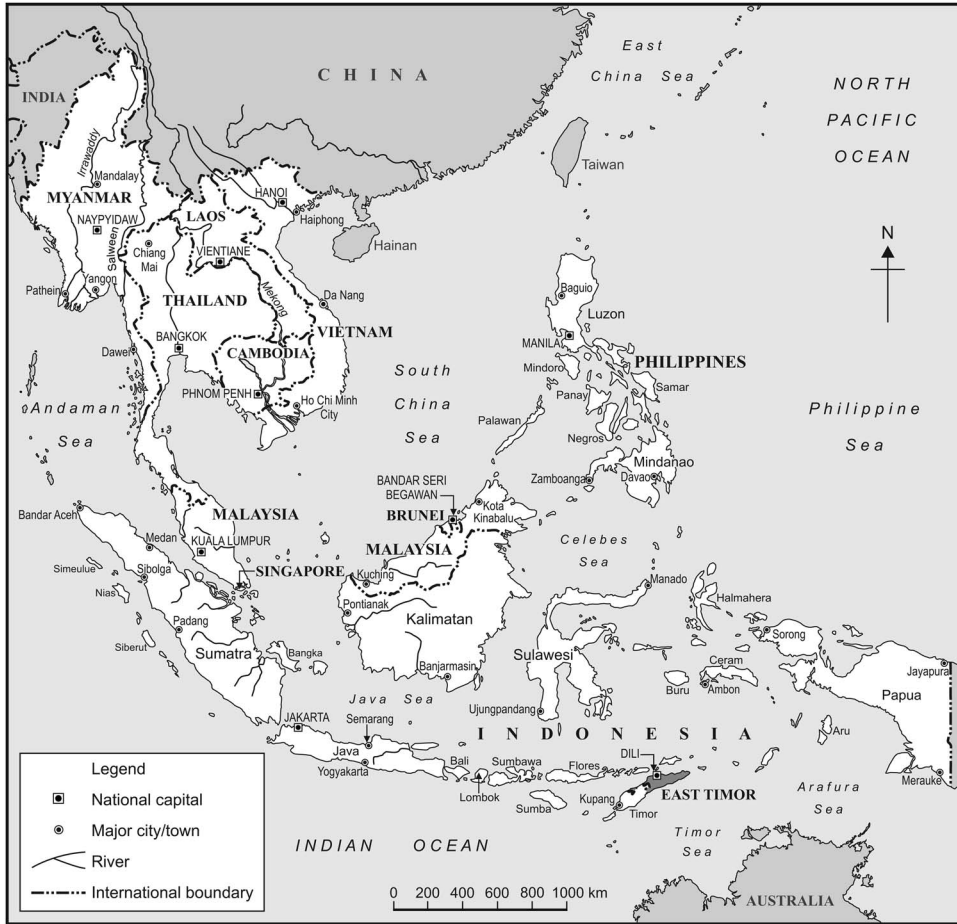 East
China Sea
CHINA
NORTH
PACIFIC
OCEAN
INDIA
Taiwan
Irrawaddy
Mandalay
MYANMAR
HANOI
LAOS
Haiphong
NAYPYIDAW
Salween
Chiang
Mai
VIENTIANE
Hainan
N
Pathein
Yangon
THAILAND
Mekong
Da Nang
Baguio
Luzon
VIETNAM
BANGKOK
Dawei
CAMBODIA
MANILA
Mindoro
PHILIPPINES
PHNOM PENH
Ho Chi Minh
City
South
China
Sea
Panay
Samar
Andaman
Sea
Palawan
Negros
Philippine
Sea
Mindanao
Zamboanga
Davao
BANDAR SERI
BEGAWAN
Kota
Kinabalu
BRUNEI
Bandar Aceh
MALAYSIA
Medan
KUALA LUMPUR
MALAYSIA
Celebes
Sea
Simeulue
Sibolga
SINGAPORE
Kuching
Manado
Nias
Halmahera
Pontianak
Kalimatan
Siberut
Padang
Sorong
Sumatra
Bangka
Sulawesi
Ceram
Jayapura
Banjarmasin
Buru
Ambon
Papua
Java Sea
Ujungpandang
JAKARTA
Semarang
INDONESIA
Aru
Java
Yogyakarta
Bali
Lombok
Sumbawa
Flores
DILI
Sumba
Kupang
Timor
EAST TIMOR
Merauke
Arafura
Sea
Timor
Sea
INDIAN OCEAN
AUSTRALIA
Legend
National capital
Major city/town
River
International boundary
0 200 400 600 800 1000 km